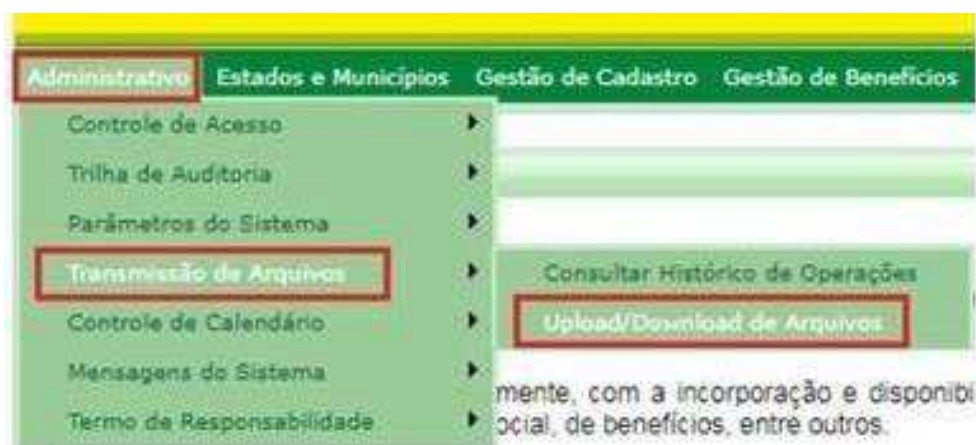 Administrativo Estados e Municípios Gestão de Cadastro Gestão de Benefícios
Controle de Acesso
Trilha de Auditoria
Parâmetros do Sistema
Transmissão de Arquivos
Consultar Histórico de Operações
Controle de Calendário
Upload/Download de Arquivos
Mensagens do Sistema
mente, com a incorporação e disponibi
Termo de Responsabilidade
ocial, de benefícios, entre outros.